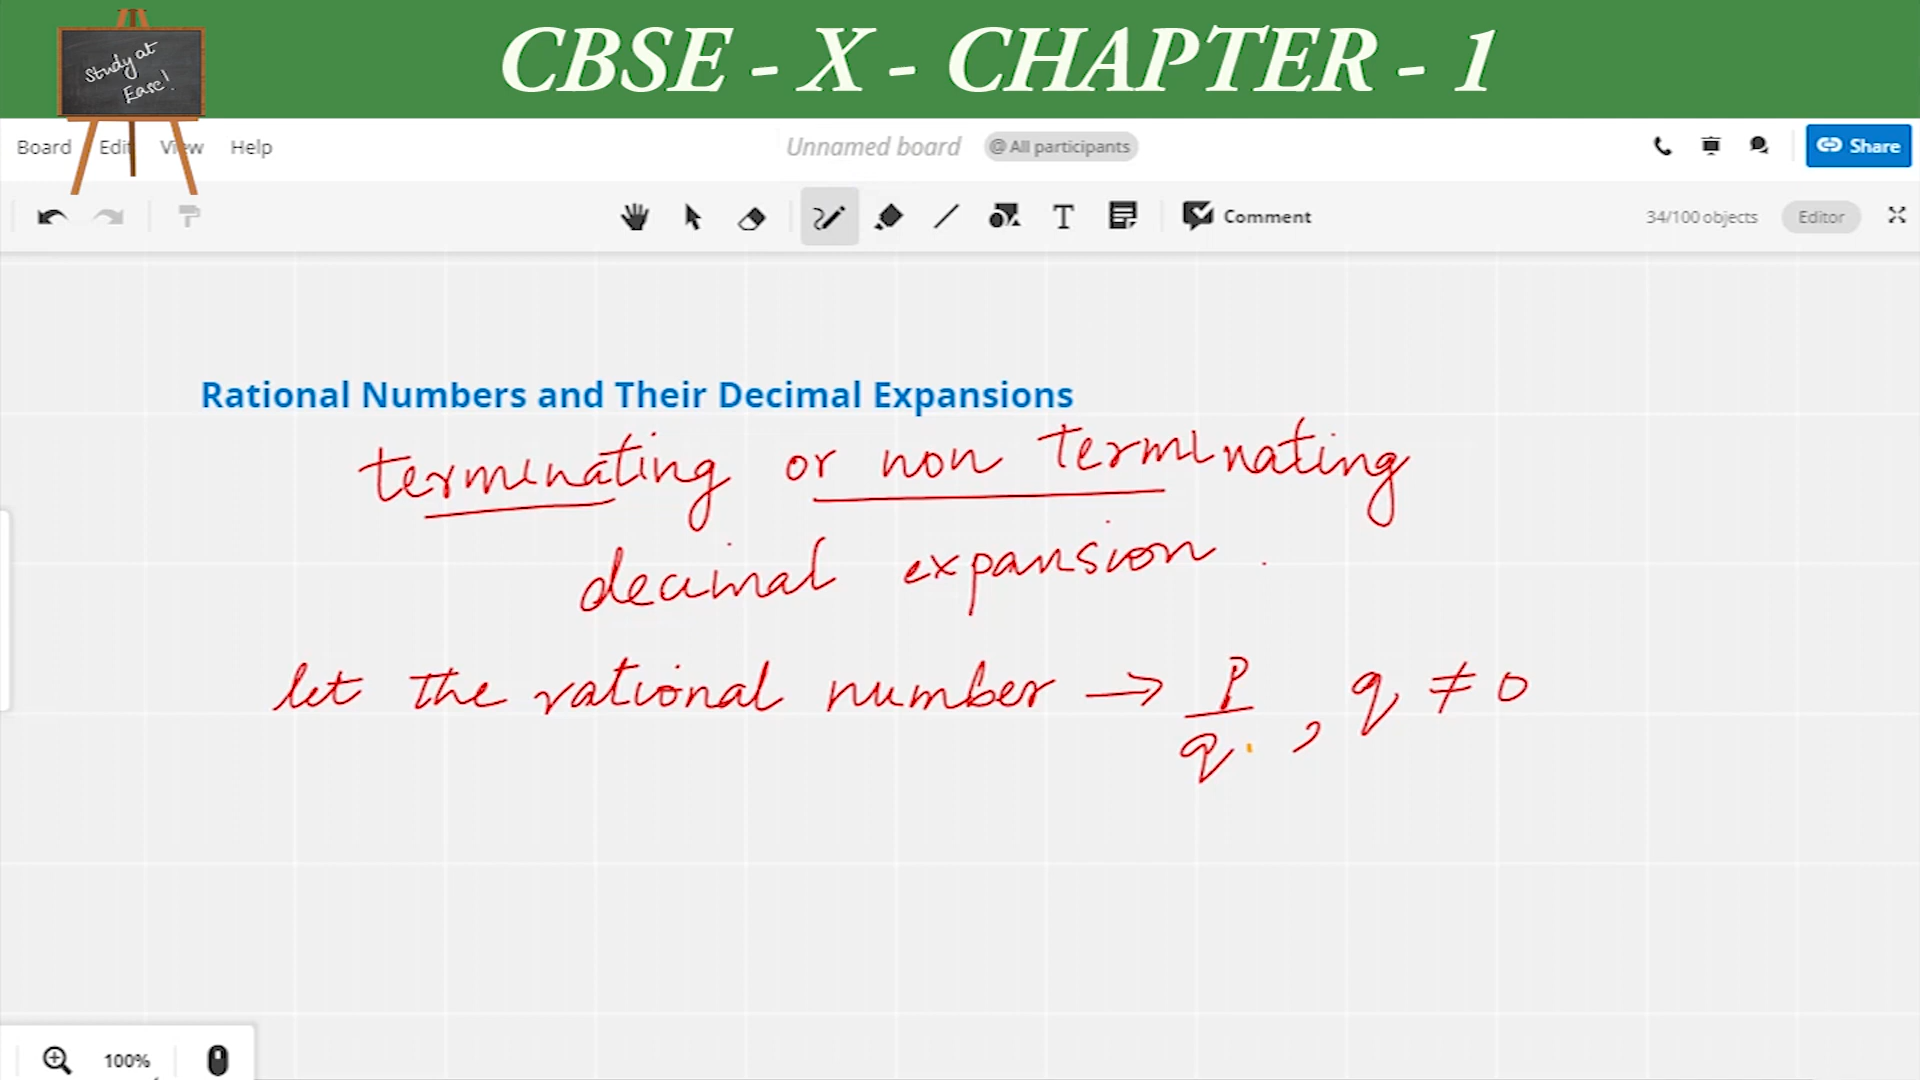 CBSE - X - CHAPTER - 1
Study at
Ease!
Board Edit View Help
Unnamed board @ All participants
Share
T Comment
34/100 objects Editor
Rational Numbers and Their Decimal Expansions
terminating or non terminating
decimal expansion.
let the rational number → p/q, q ≠ 0
100%